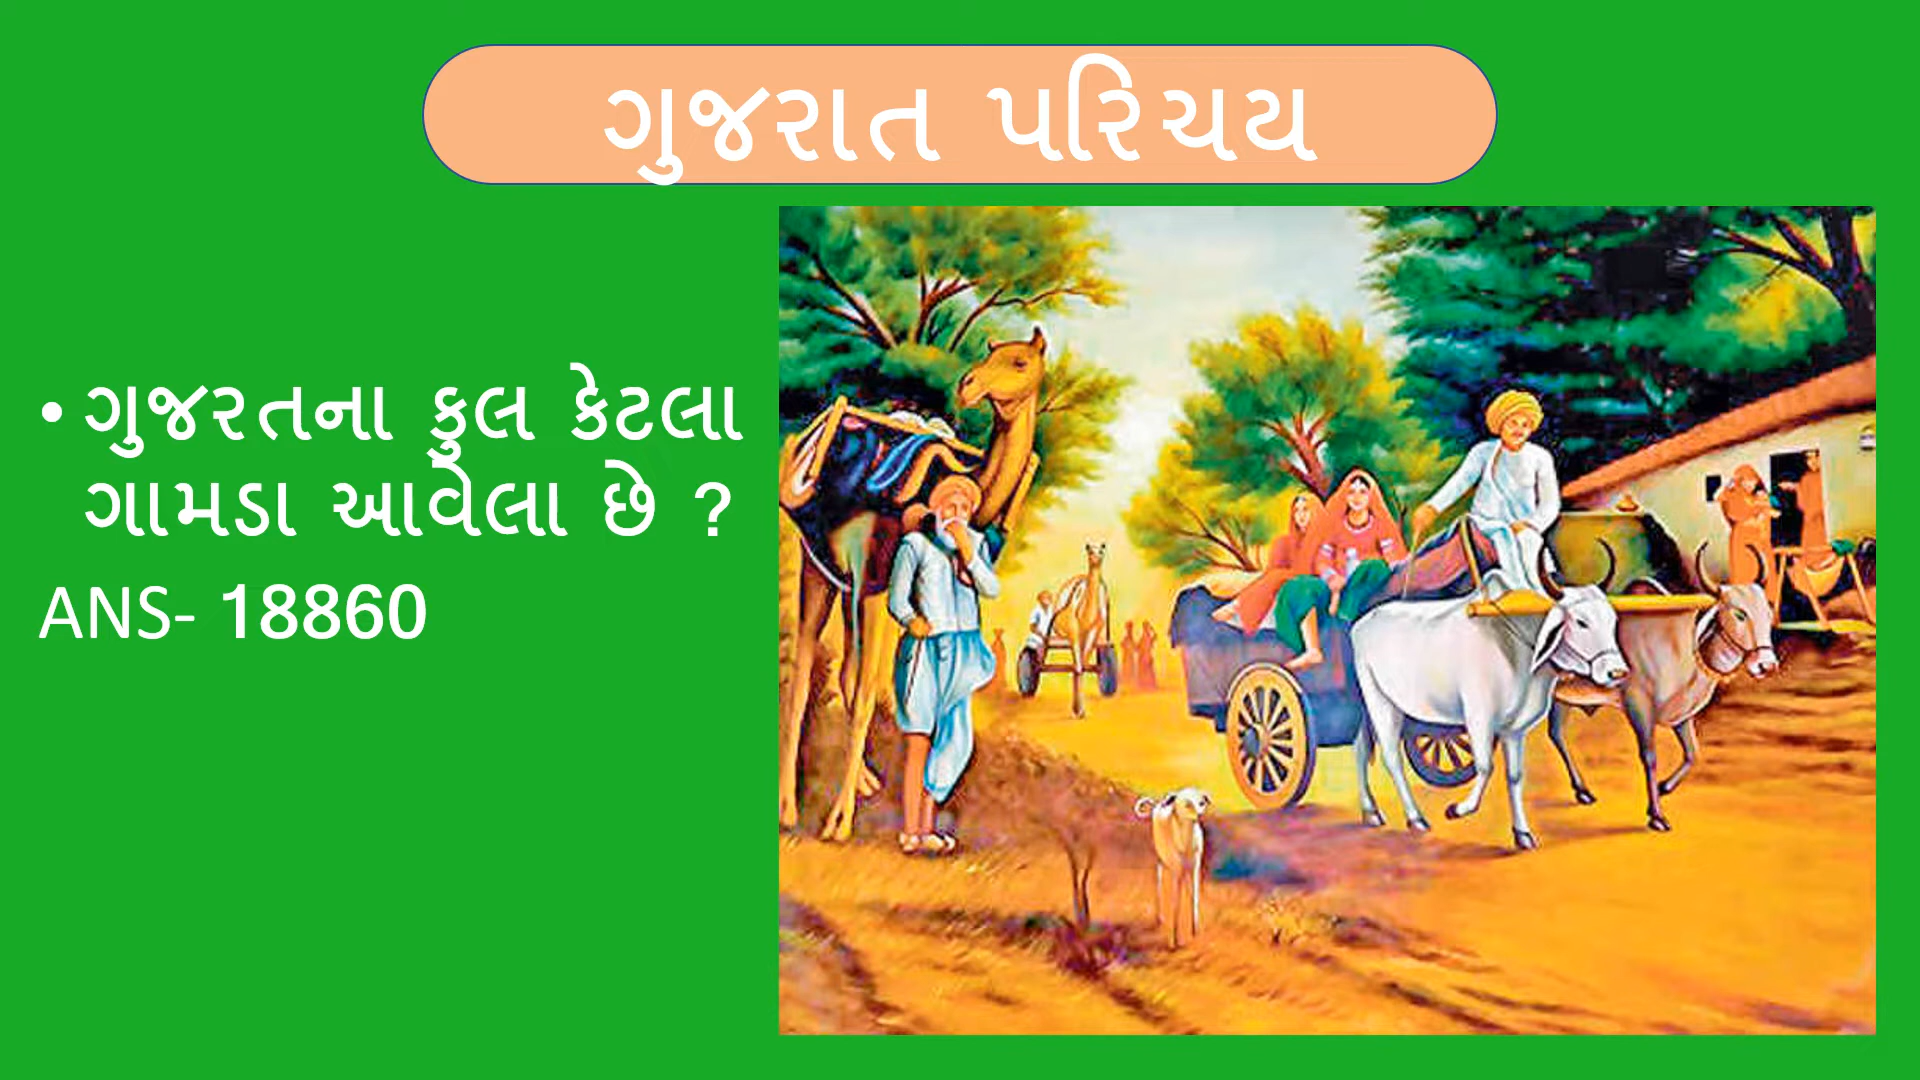 ગુજરાત પરિચય
• ગુજરતના કુલ કેટલા
ગામડા આવેલા છે ?
ANS- 18860